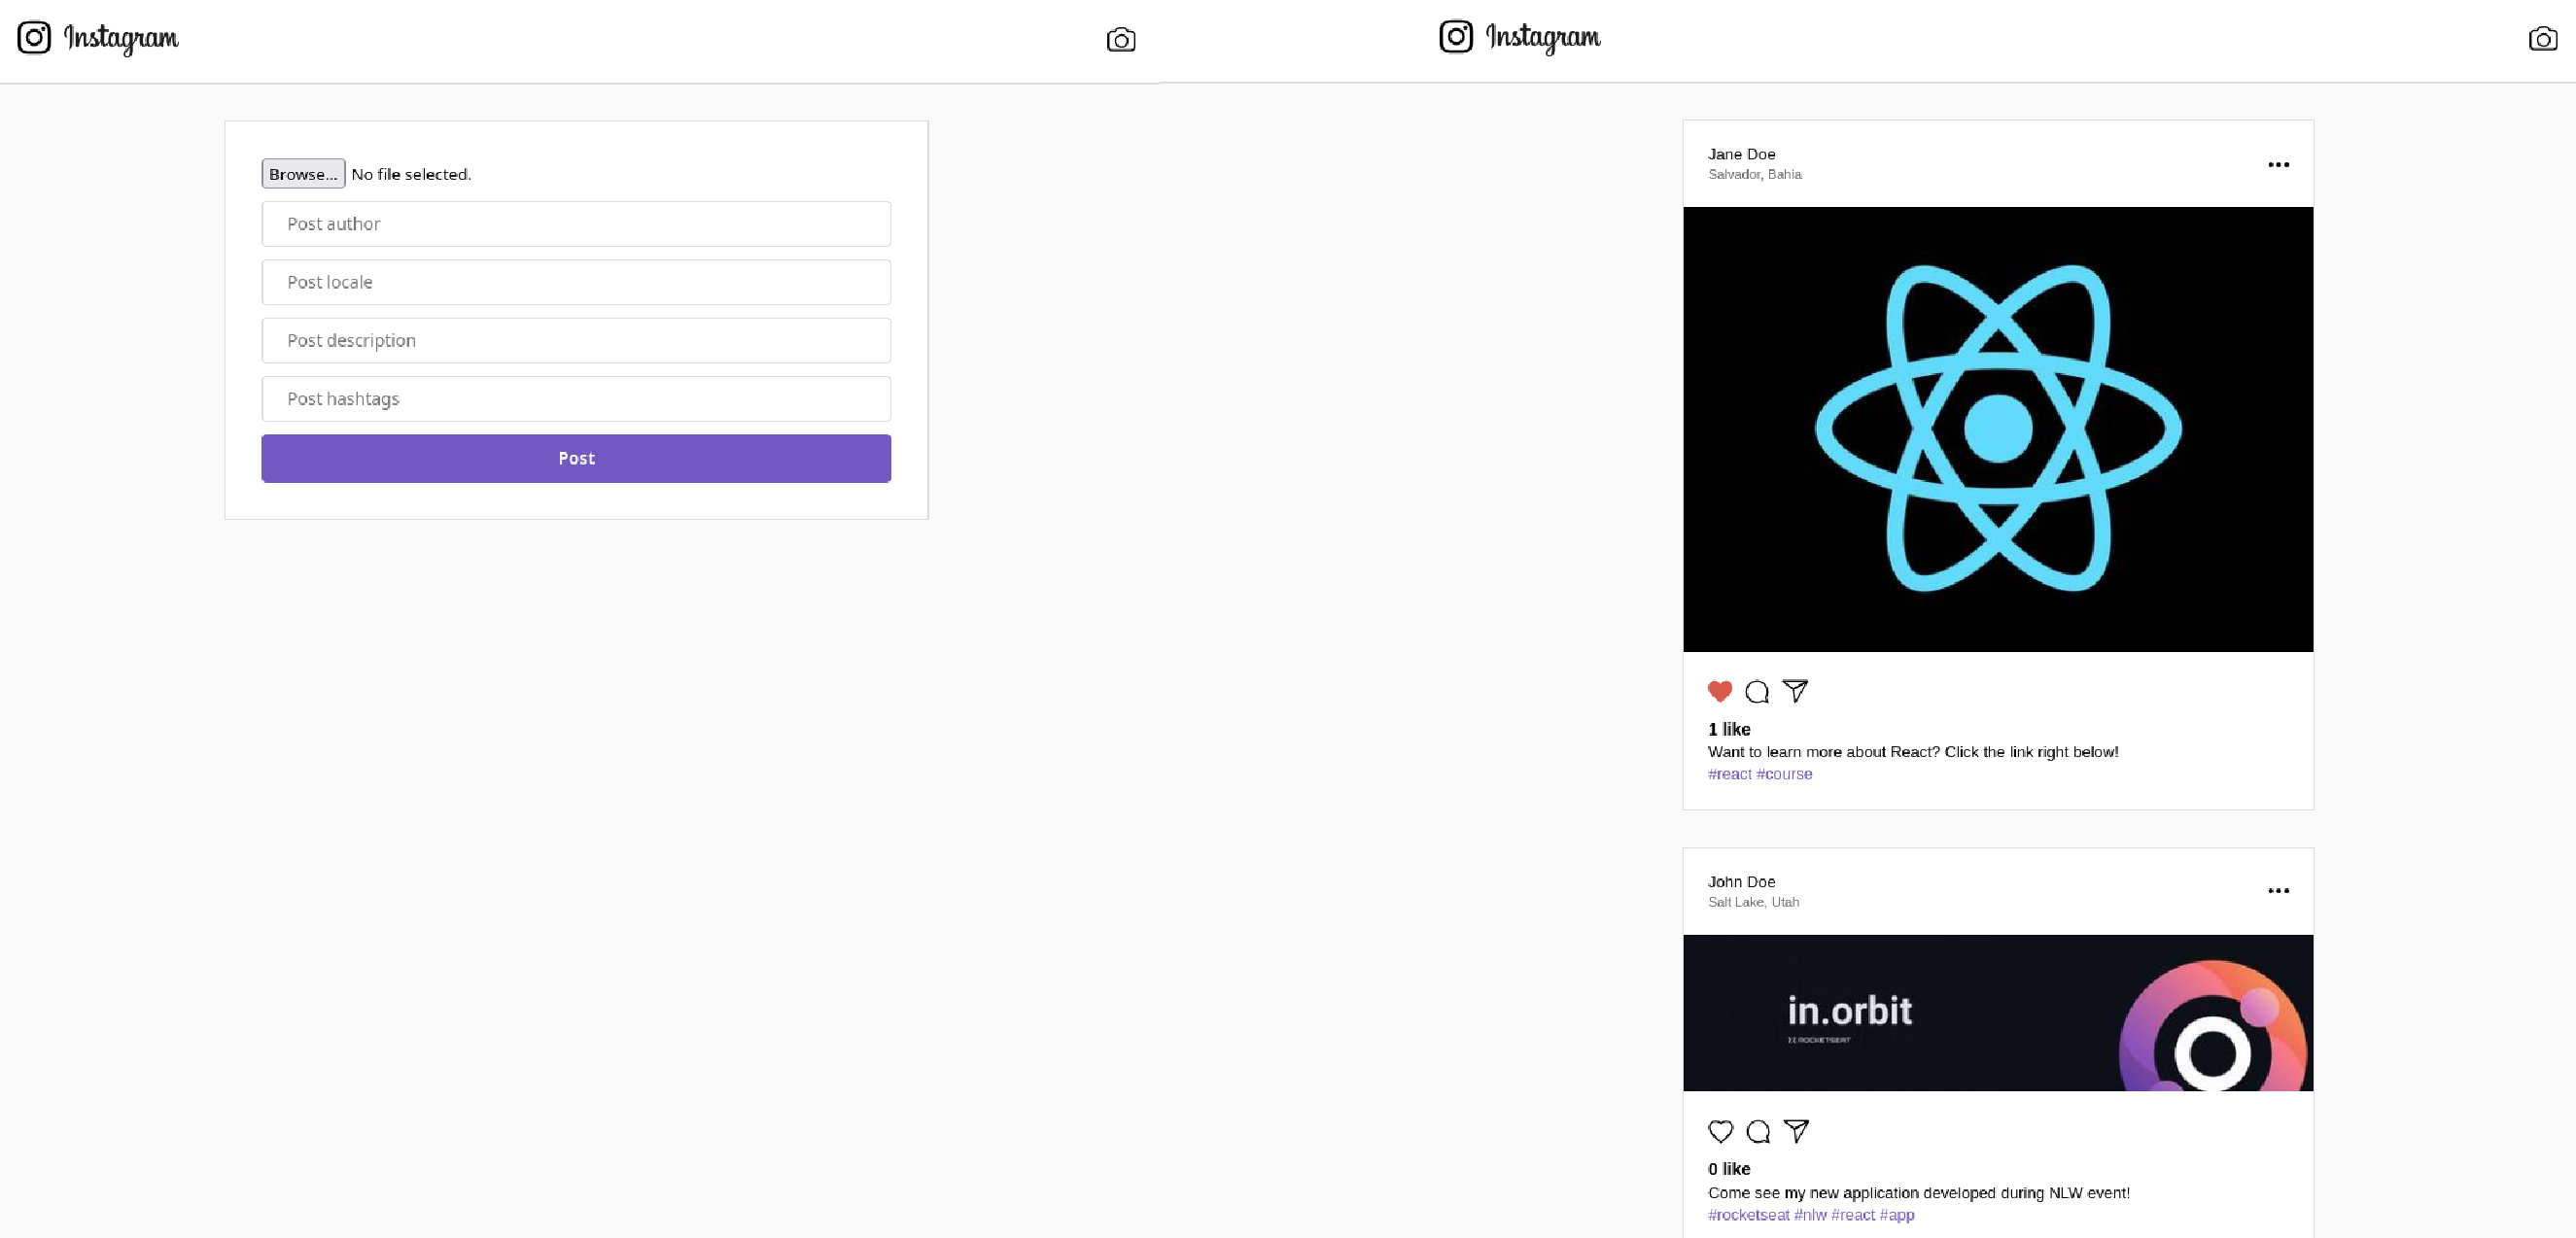 Instagram
Browse... No file selected.
Post author
Post locale
Post description
Post hashtags
Post
Instagram
Jane Doe
Salvador, Bahia
1 like
Want to learn more about React? Click the link right below!
#react #course
John Doe
Salt Lake, Utah
in.orbit
ROCKETSEAT
0 like
Come see my new application developed during NLW event!
#rocketseat #nlw #react #app